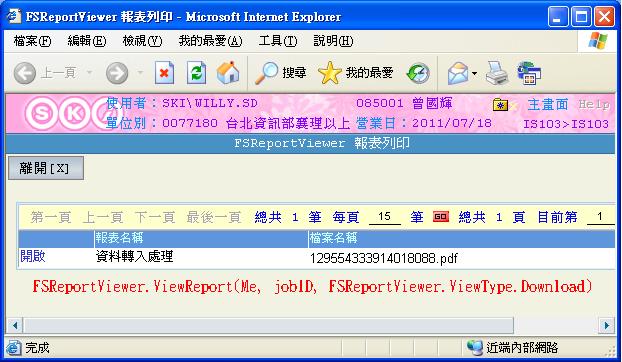 FSReportViewer 報表列印 - Microsoft Internet Explorer
檔案(F) 編輯(E) 檢視(V) 我的最愛(A) 工具(T) 說明(H)
上一頁 搜尋 我的最愛
SK 使用者：SKI\WILLY.SD 085001 曾國輝 主畫面 Help
單位別：0077180 台北資訊部襄理以上 營業日：2011/07/18 IS103>IS103
FSReportViewer 報表列印
離開[X]
第一頁 上一頁 下一頁 最後一頁 總共 1 筆 每頁 15 筆 GO 總共 1 頁 目前第 1
報表名稱 檔案名稱
開啟 資料轉入處理 129554333914018088.pdf
FSReportViewer.ViewReport(Me, jobID, FSReportViewer.ViewType.Download)
完成 近端內部網路